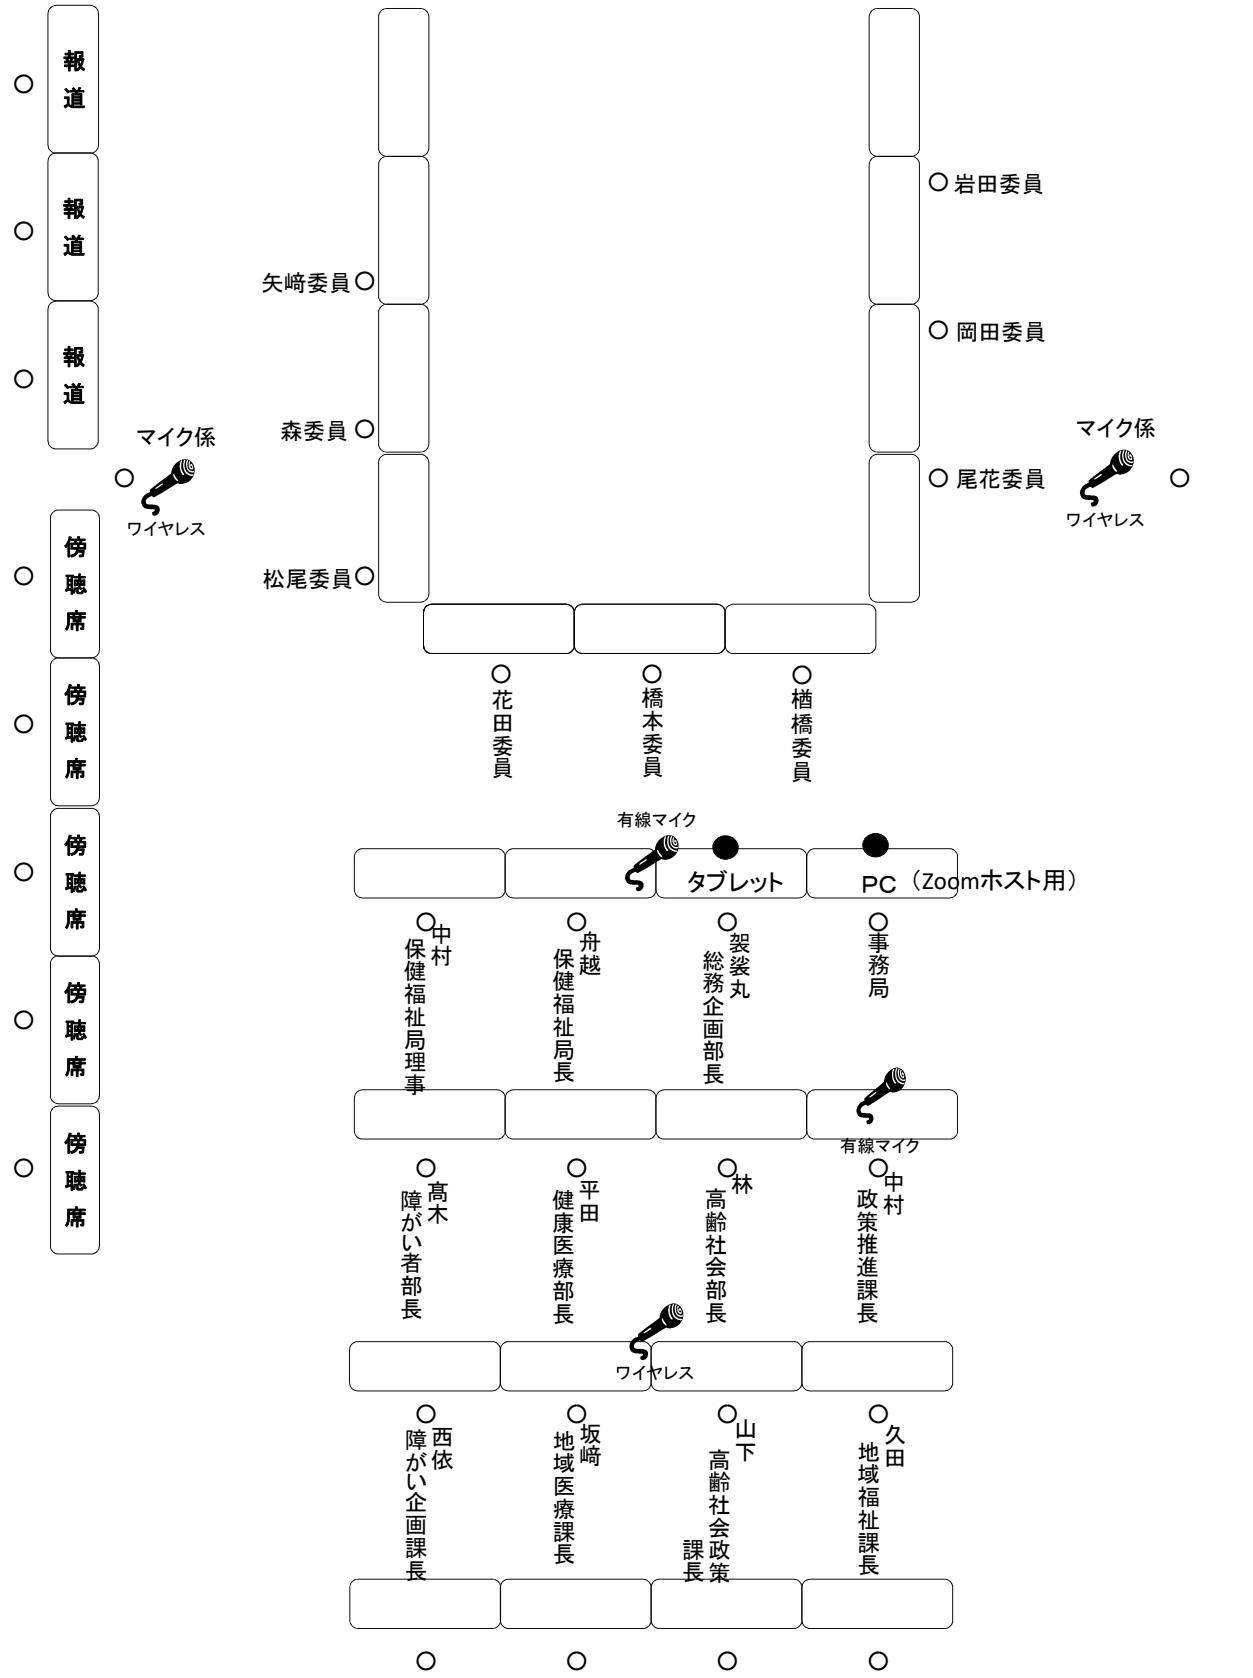 報道
報道
報道
岩田委員
矢﨑委員
岡田委員
森委員
マイク係
ワイヤレス
尾花委員
マイク係
ワイヤレス
松尾委員
傍聴席
傍聴席
傍聴席
傍聴席
傍聴席
花田委員
橋本委員
楢橋委員
有線マイク
タブレット
PC（Zoomホスト用）
中村
保健福祉局理事
舟越
保健福祉局長
袈裟丸
総務企画部長
事務局
有線マイク
髙木
障がい者部長
平田
健康医療部長
林
高齢社会部長
中村
政策推進課長
ワイヤレス
西依
障がい企画課長
坂﨑
地域医療課長
山下
高齢社会政策
課長
久田
地域福祉課長